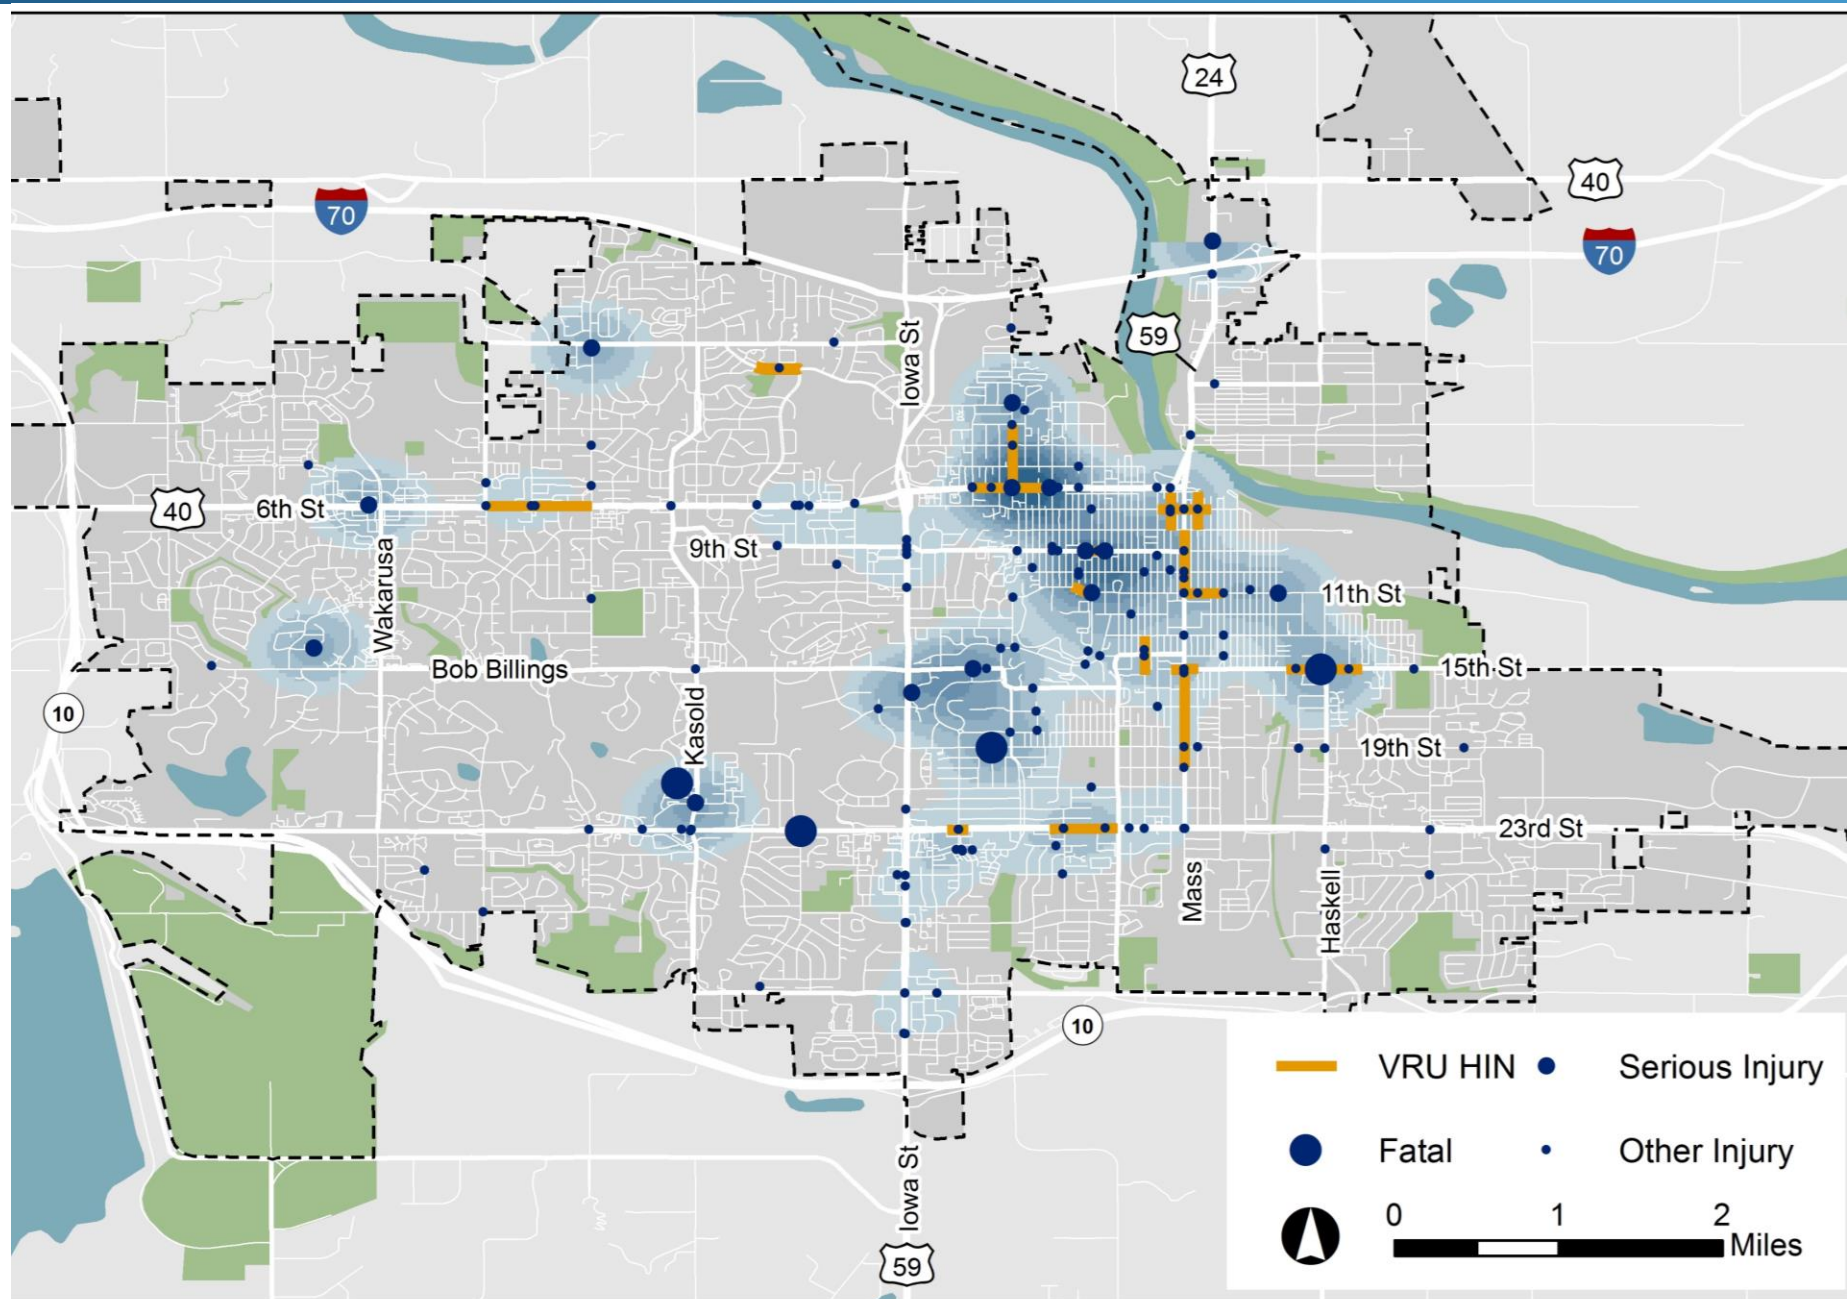 24
40
70
70
59
Iowa St
40
6th St
9th St
Wakarusa
11th St
Bob Billings
15th St
10
Kasold
19th St
23rd St
Mass
Haskell
10
VRU HIN
Serious Injury
Fatal
Other Injury
Iowa St
59
0 1 2
Miles